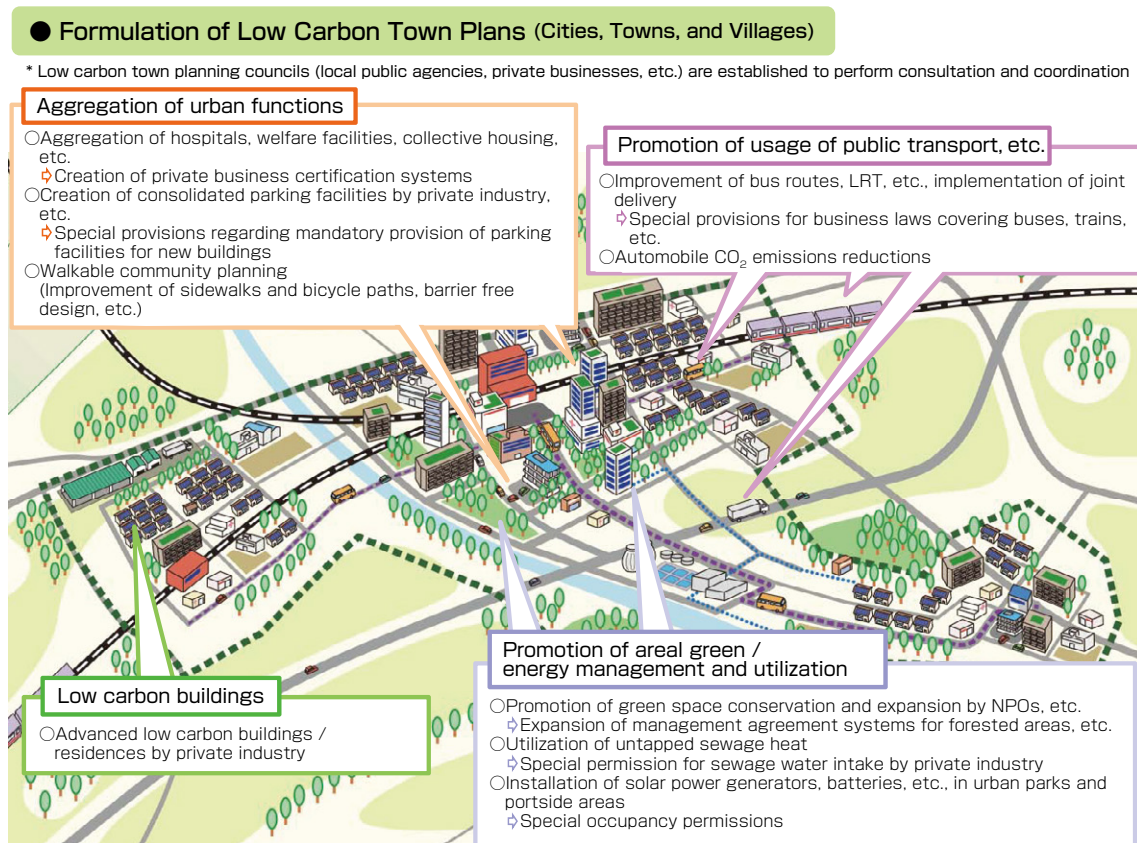 ● Formulation of Low Carbon Town Plans (Cities, Towns, and Villages)
* Low carbon town planning councils (local public agencies, private businesses, etc.) are established to perform consultation and coordination
Aggregation of urban functions
○Aggregation of hospitals, welfare facilities, collective housing,
etc.
⇨Creation of private business certification systems
○Creation of consolidated parking facilities by private industry,
etc.
⇨Special provisions regarding mandatory provision of parking
facilities for new buildings
○Walkable community planning
(Improvement of sidewalks and bicycle paths, barrier free
design, etc.)
Promotion of usage of public transport, etc.
○Improvement of bus routes, LRT, etc., implementation of joint
delivery
⇨Special provisions for business laws covering buses, trains,
etc.
○Automobile CO₂ emissions reductions
Low carbon buildings
○Advanced low carbon buildings /
residences by private industry
Promotion of areal green /
energy management and utilization
○Promotion of green space conservation and expansion by NPOs, etc.
⇨Expansion of management agreement systems for forested areas, etc.
○Utilization of untapped sewage heat
⇨Special permission for sewage water intake by private industry
○Installation of solar power generators, batteries, etc., in urban parks and
portside areas
⇨Special occupancy permissions